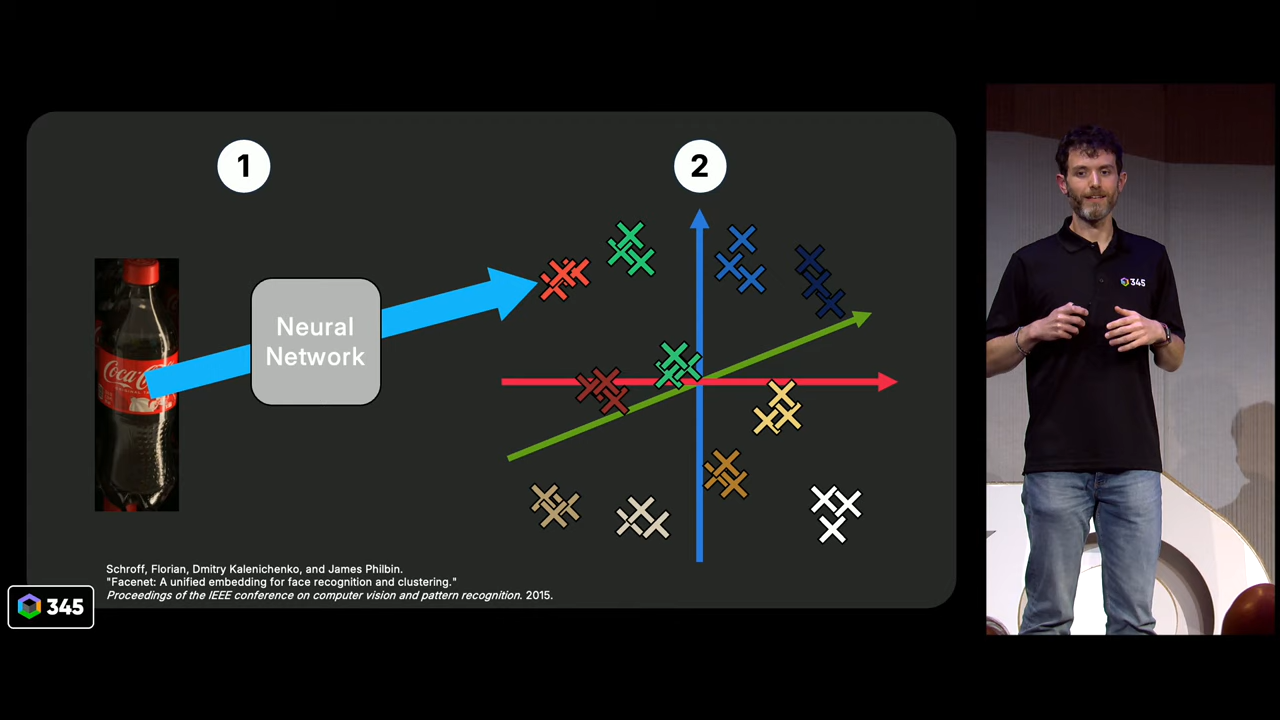 1
2
Coca-Cola
Neural
Network
345
Schroff, Florian, Dmitry Kalenichenko, and James Philbin.
"Facenet: A unified embedding for face recognition and clustering."
Proceedings of the IEEE conference on computer vision and pattern recognition. 2015.
345